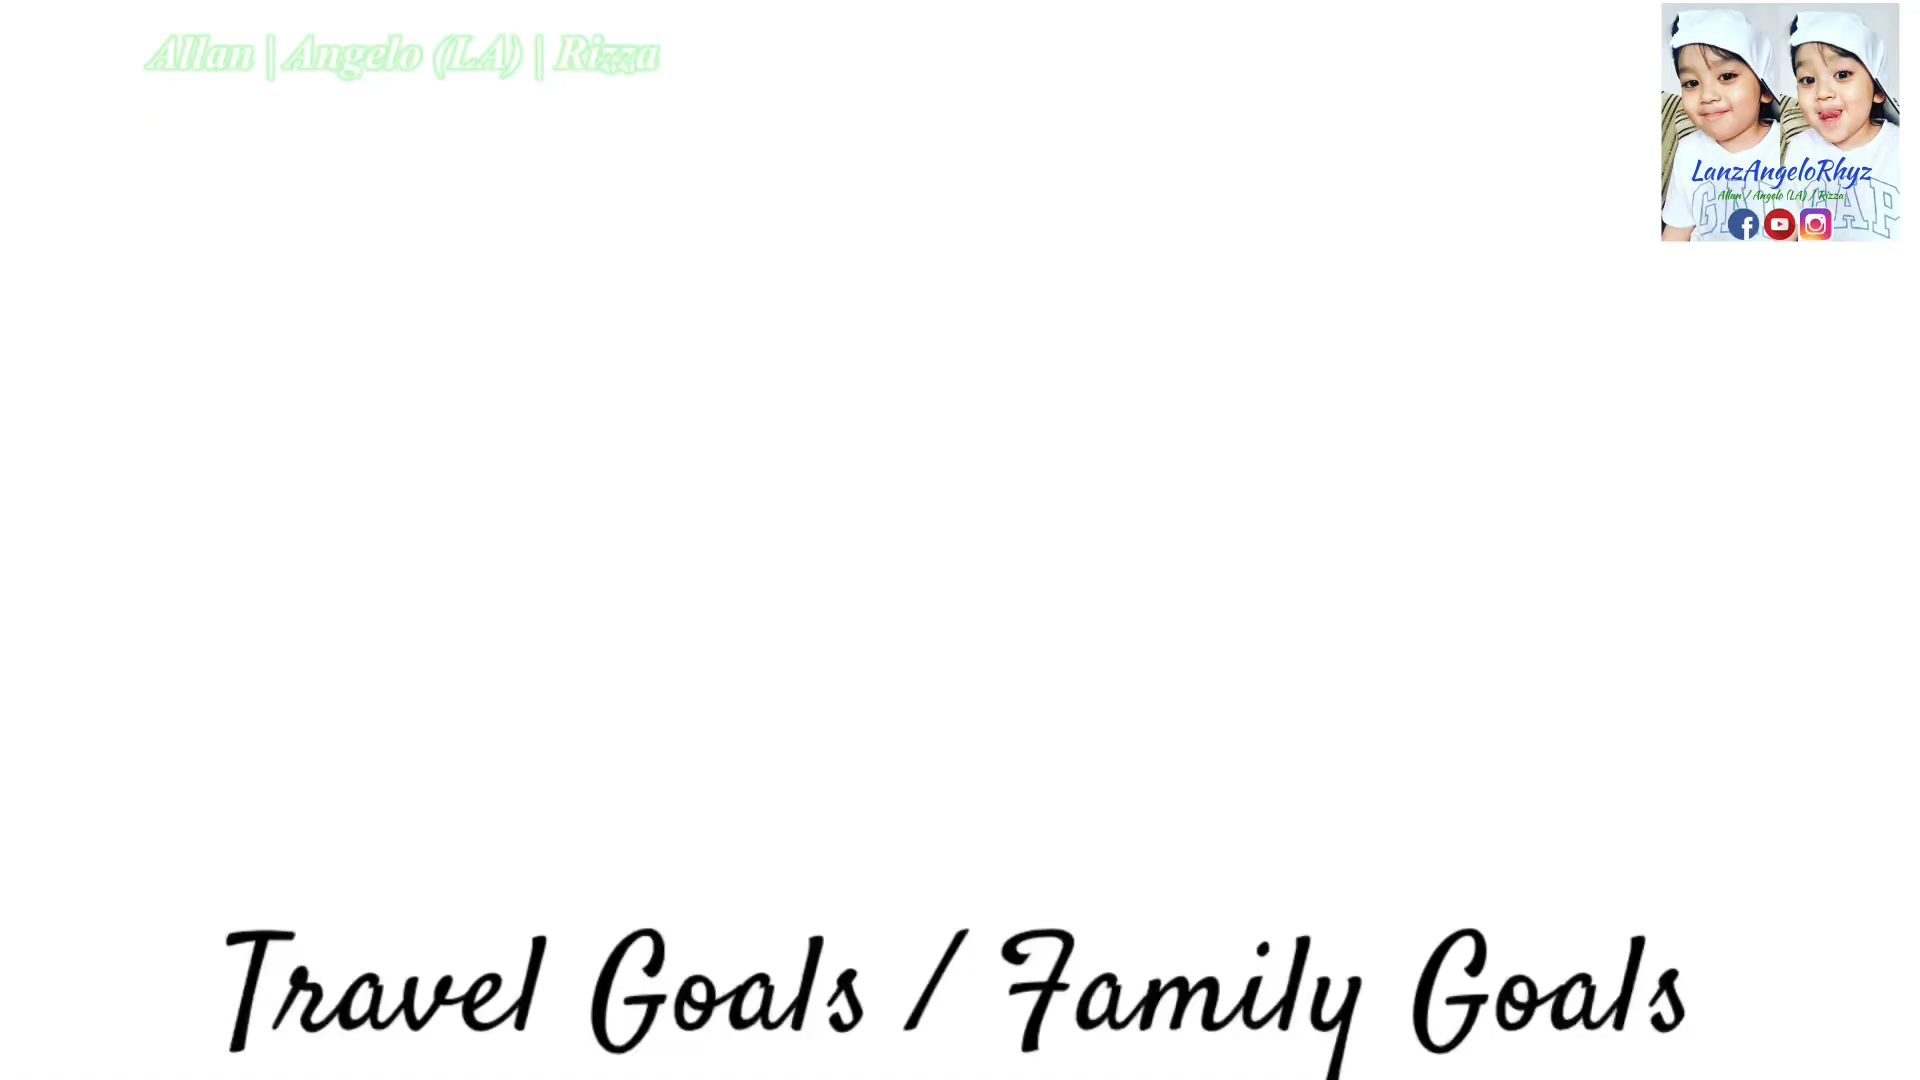 Allan | Angelo (LA) | Rizza
LanzAngeloRhyz
Allan / Angelo (LA) / Rizza
Travel Goals / Family Goals